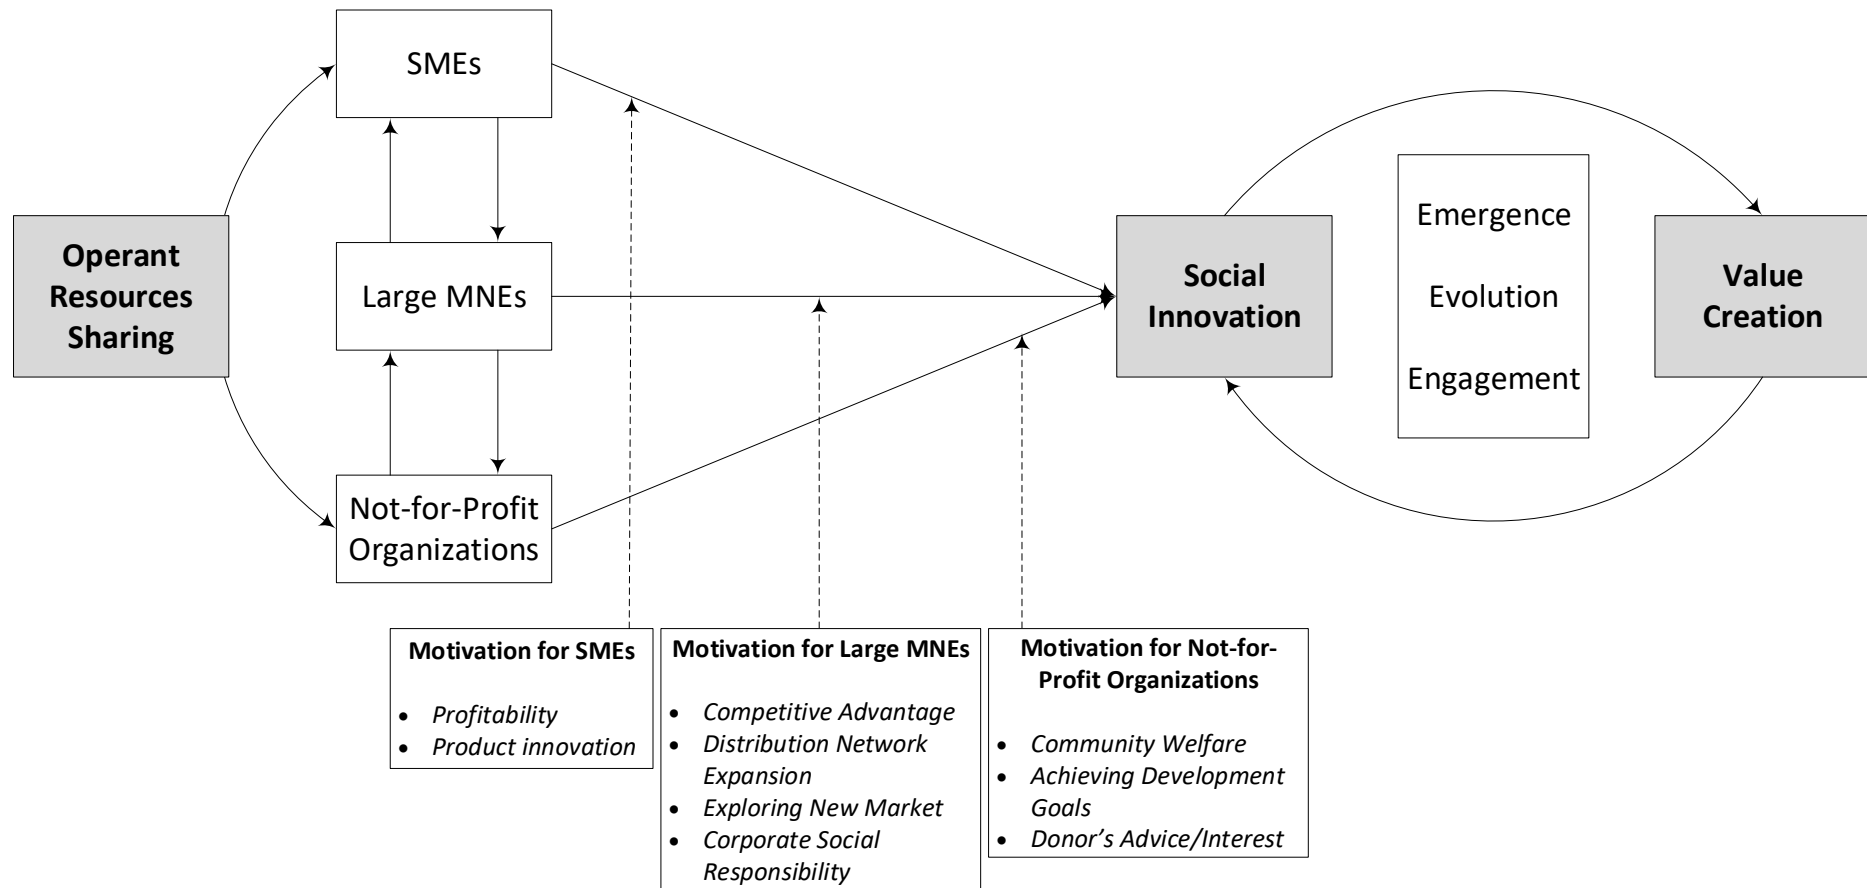 SMEs
Operant
Resources
Sharing
Large MNEs
Not-for-Profit
Organizations
Social
Innovation
Emergence
Evolution
Engagement
Value
Creation
Motivation for SMEs
• Profitability
• Product innovation
Motivation for Large MNEs
• Competitive Advantage
• Distribution Network
Expansion
• Exploring New Market
• Corporate Social
Responsibility
Motivation for Not-for-
Profit Organizations
• Community Welfare
• Achieving Development
Goals
• Donor’s Advice/Interest